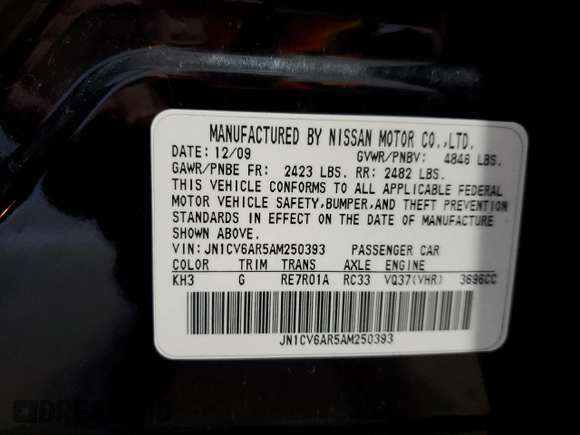 MANUFACTURED BY NISSAN MOTOR CO.,LTD.
DATE: 12/09 GVWR/PNBV: 4846 LBS.
GAWR/PNBE FR: 2423 LBS. RR: 2482 LBS.
THIS VEHICLE CONFORMS TO ALL APPLICABLE FEDERAL
MOTOR VEHICLE SAFETY,BUMPER,AND THEFT PREVENTION
STANDARDS IN EFFECT ON THE DATE OF MANUFACTURE
SHOWN ABOVE.
VIN: JN1CV6AR5AM250393 PASSENGER CAR
COLOR TRIM TRANS AXLE ENGINE
KH3 G RE7R01A RC33 VQ37(VHR) 3696CC
JN1CV6AR5AM250393
DREAMBID